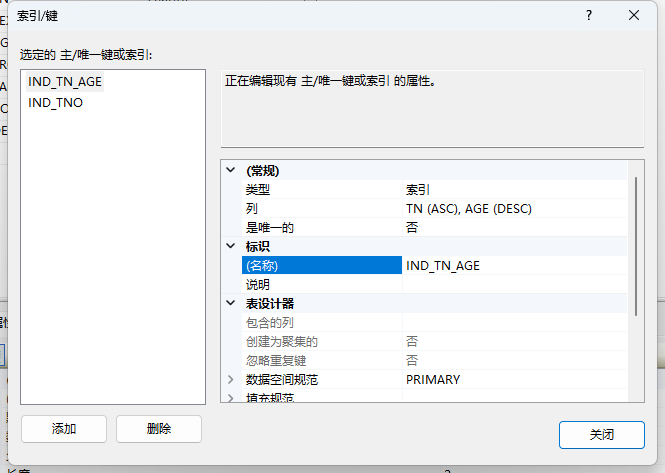 索引/键
?
选定的 主/唯一键或索引:
IND_TN_AGE
IND_TNO
正在编辑现有 主/唯一键或索引 的属性。
(常规)
类型 索引
列 TN (ASC), AGE (DESC)
是唯一的 否
标识
(名称) IND_TN_AGE
说明
表设计器
包含的列
创建为聚集的 否
忽略重复键 否
数据空间规范 PRIMARY
填充规范
添加 删除
关闭